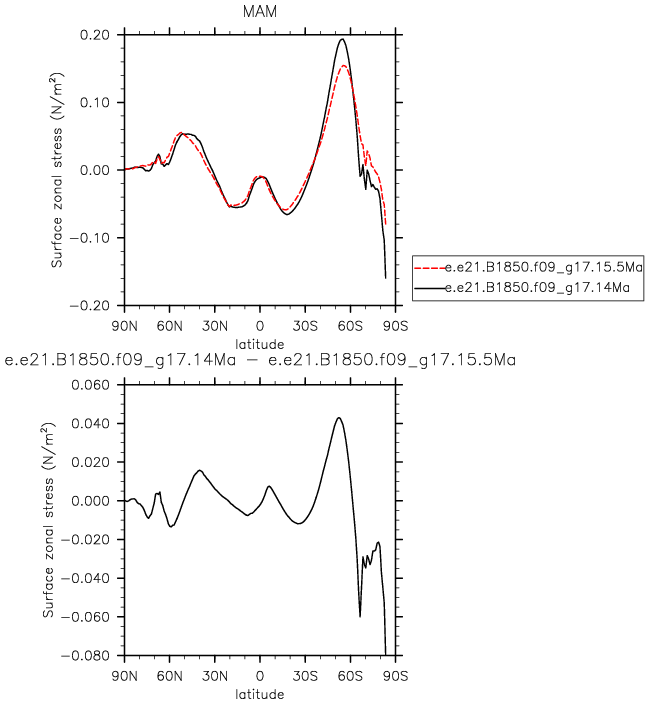 MAM
Surface zonal stress (N/m²)
0.20
0.10
0.00
−0.10
−0.20
90N 60N 30N 0 30S 60S 90S
latitude
e.e21.B1850.f09_g17.15.5Ma
e.e21.B1850.f09_g17.14Ma
e.e21.B1850.f09_g17.14Ma − e.e21.B1850.f09_g17.15.5Ma
Surface zonal stress (N/m²)
0.060
0.040
0.020
0.000
−0.020
−0.040
−0.060
−0.080
90N 60N 30N 0 30S 60S 90S
latitude